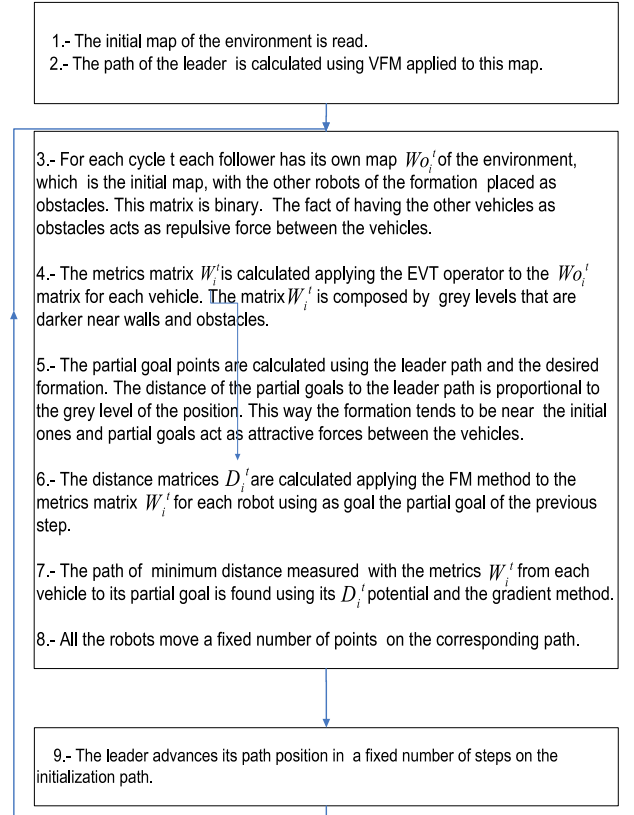 1.- The initial map of the environment is read.
2.- The path of the leader is calculated using VFM applied to this map.
3.- For each cycle t each follower has its own map Wo_i^t of the environment,
which is the initial map, with the other robots of the formation placed as
obstacles. This matrix is binary. The fact of having the other vehicles as
obstacles acts as repulsive force between the vehicles.
4.- The metrics matrix W_i^t is calculated applying the EVT operator to the Wo_i^t
matrix for each vehicle. The matrix W_i^t is composed by grey levels that are
darker near walls and obstacles.
5.- The partial goal points are calculated using the leader path and the desired
formation. The distance of the partial goals to the leader path is proportional to
the grey level of the position. This way the formation tends to be near the initial
ones and partial goals act as attractive forces between the vehicles.
6.- The distance matrices D_i^t are calculated applying the FM method to the
metrics matrix W_i^t for each robot using as goal the partial goal of the previous
step.
7.- The path of minimum distance measured with the metrics W_i^t from each
vehicle to its partial goal is found using its D_i^t potential and the gradient method.
8.- All the robots move a fixed number of points on the corresponding path.
9.- The leader advances its path position in a fixed number of steps on the
initialization path.